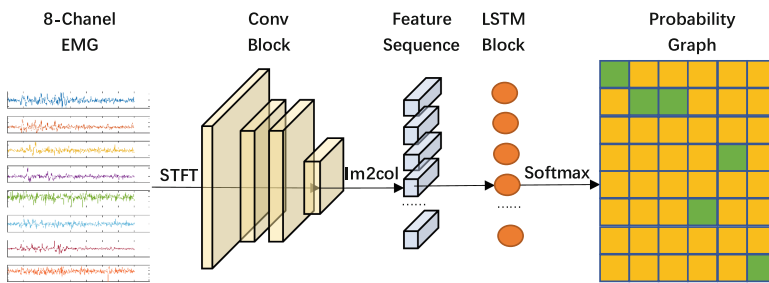 8-Chanel
EMG
Conv
Block
Feature
Sequence
LSTM
Block
Probability
Graph
STFT
Im2col
Softmax
......
......